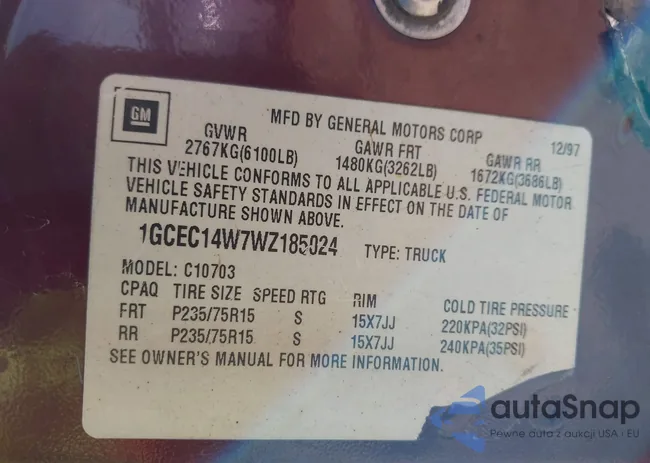 GM
MFD BY GENERAL MOTORS CORP
12/97
GVWR GAWR FRT GAWR RR
2767KG(6100LB) 1480KG(3262LB) 1672KG(3686LB)
THIS VEHICLE CONFORMS TO ALL APPLICABLE U.S. FEDERAL MOTOR
VEHICLE SAFETY STANDARDS IN EFFECT ON THE DATE OF
MANUFACTURE SHOWN ABOVE.
1GCEC14W7WZ185024 TYPE: TRUCK
MODEL: C10703
CPAQ TIRE SIZE SPEED RTG RIM COLD TIRE PRESSURE
FRT P235/75R15 S 15X7JJ 220KPA(32PSI)
RR P235/75R15 S 15X7JJ 240KPA(35PSI)
SEE OWNER'S MANUAL FOR MORE INFORMATION.
autaSnap
Pewne auta z aukcji USA i EU